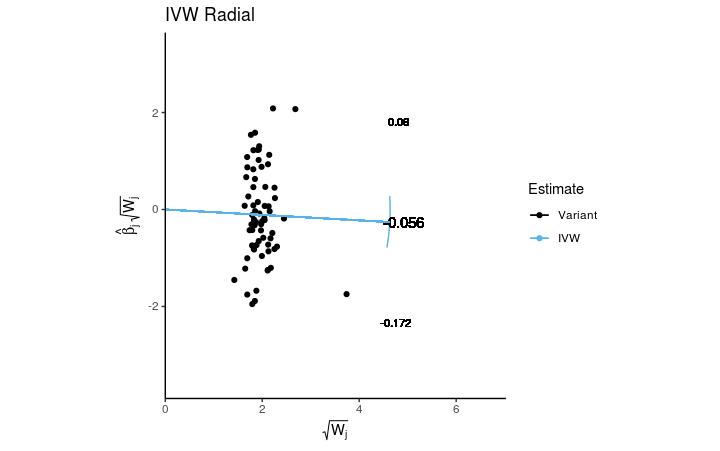 IVW Radial
2
0
-2
β̂j√Wj
0.06
-0.056
-0.172
0
2
4
6
√Wj
Estimate
Variant
IVW